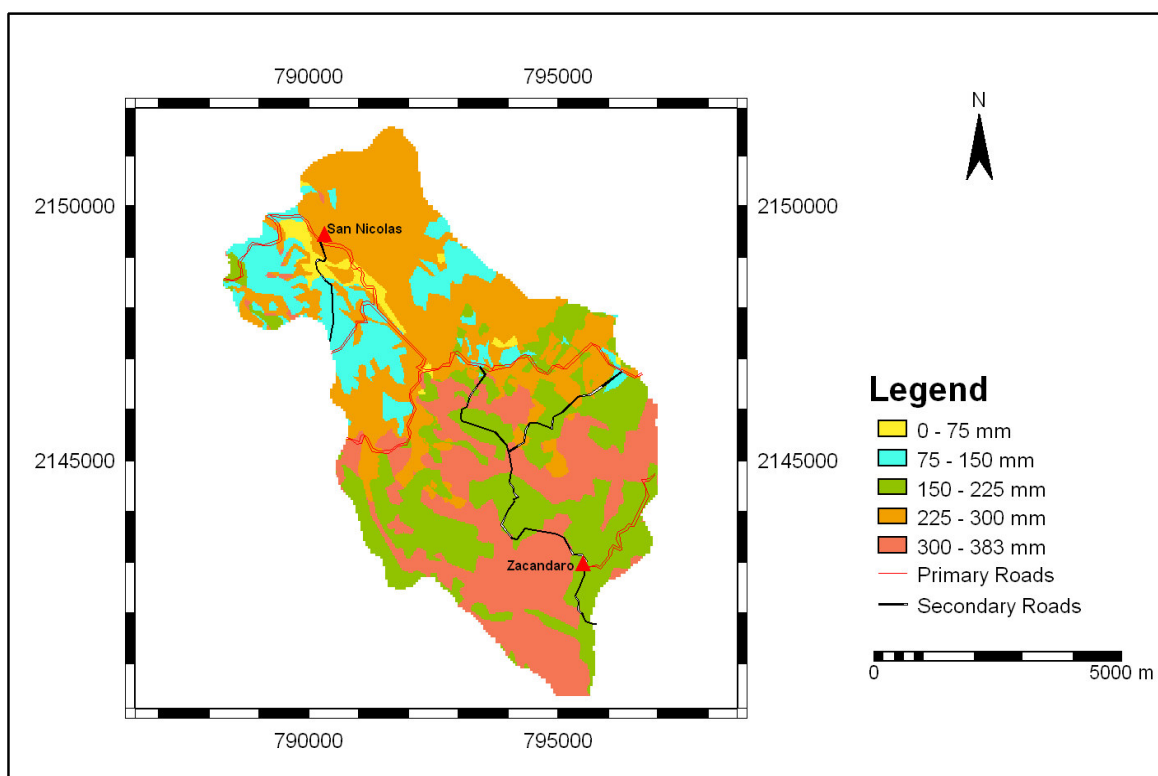 790000 795000
N
2150000 2150000
San Nicolas
Legend
0 - 75 mm
75 - 150 mm
2145000 2145000
150 - 225 mm
225 - 300 mm
300 - 383 mm
Zacandaro
Primary Roads
Secondary Roads
0 5000 m
790000 795000